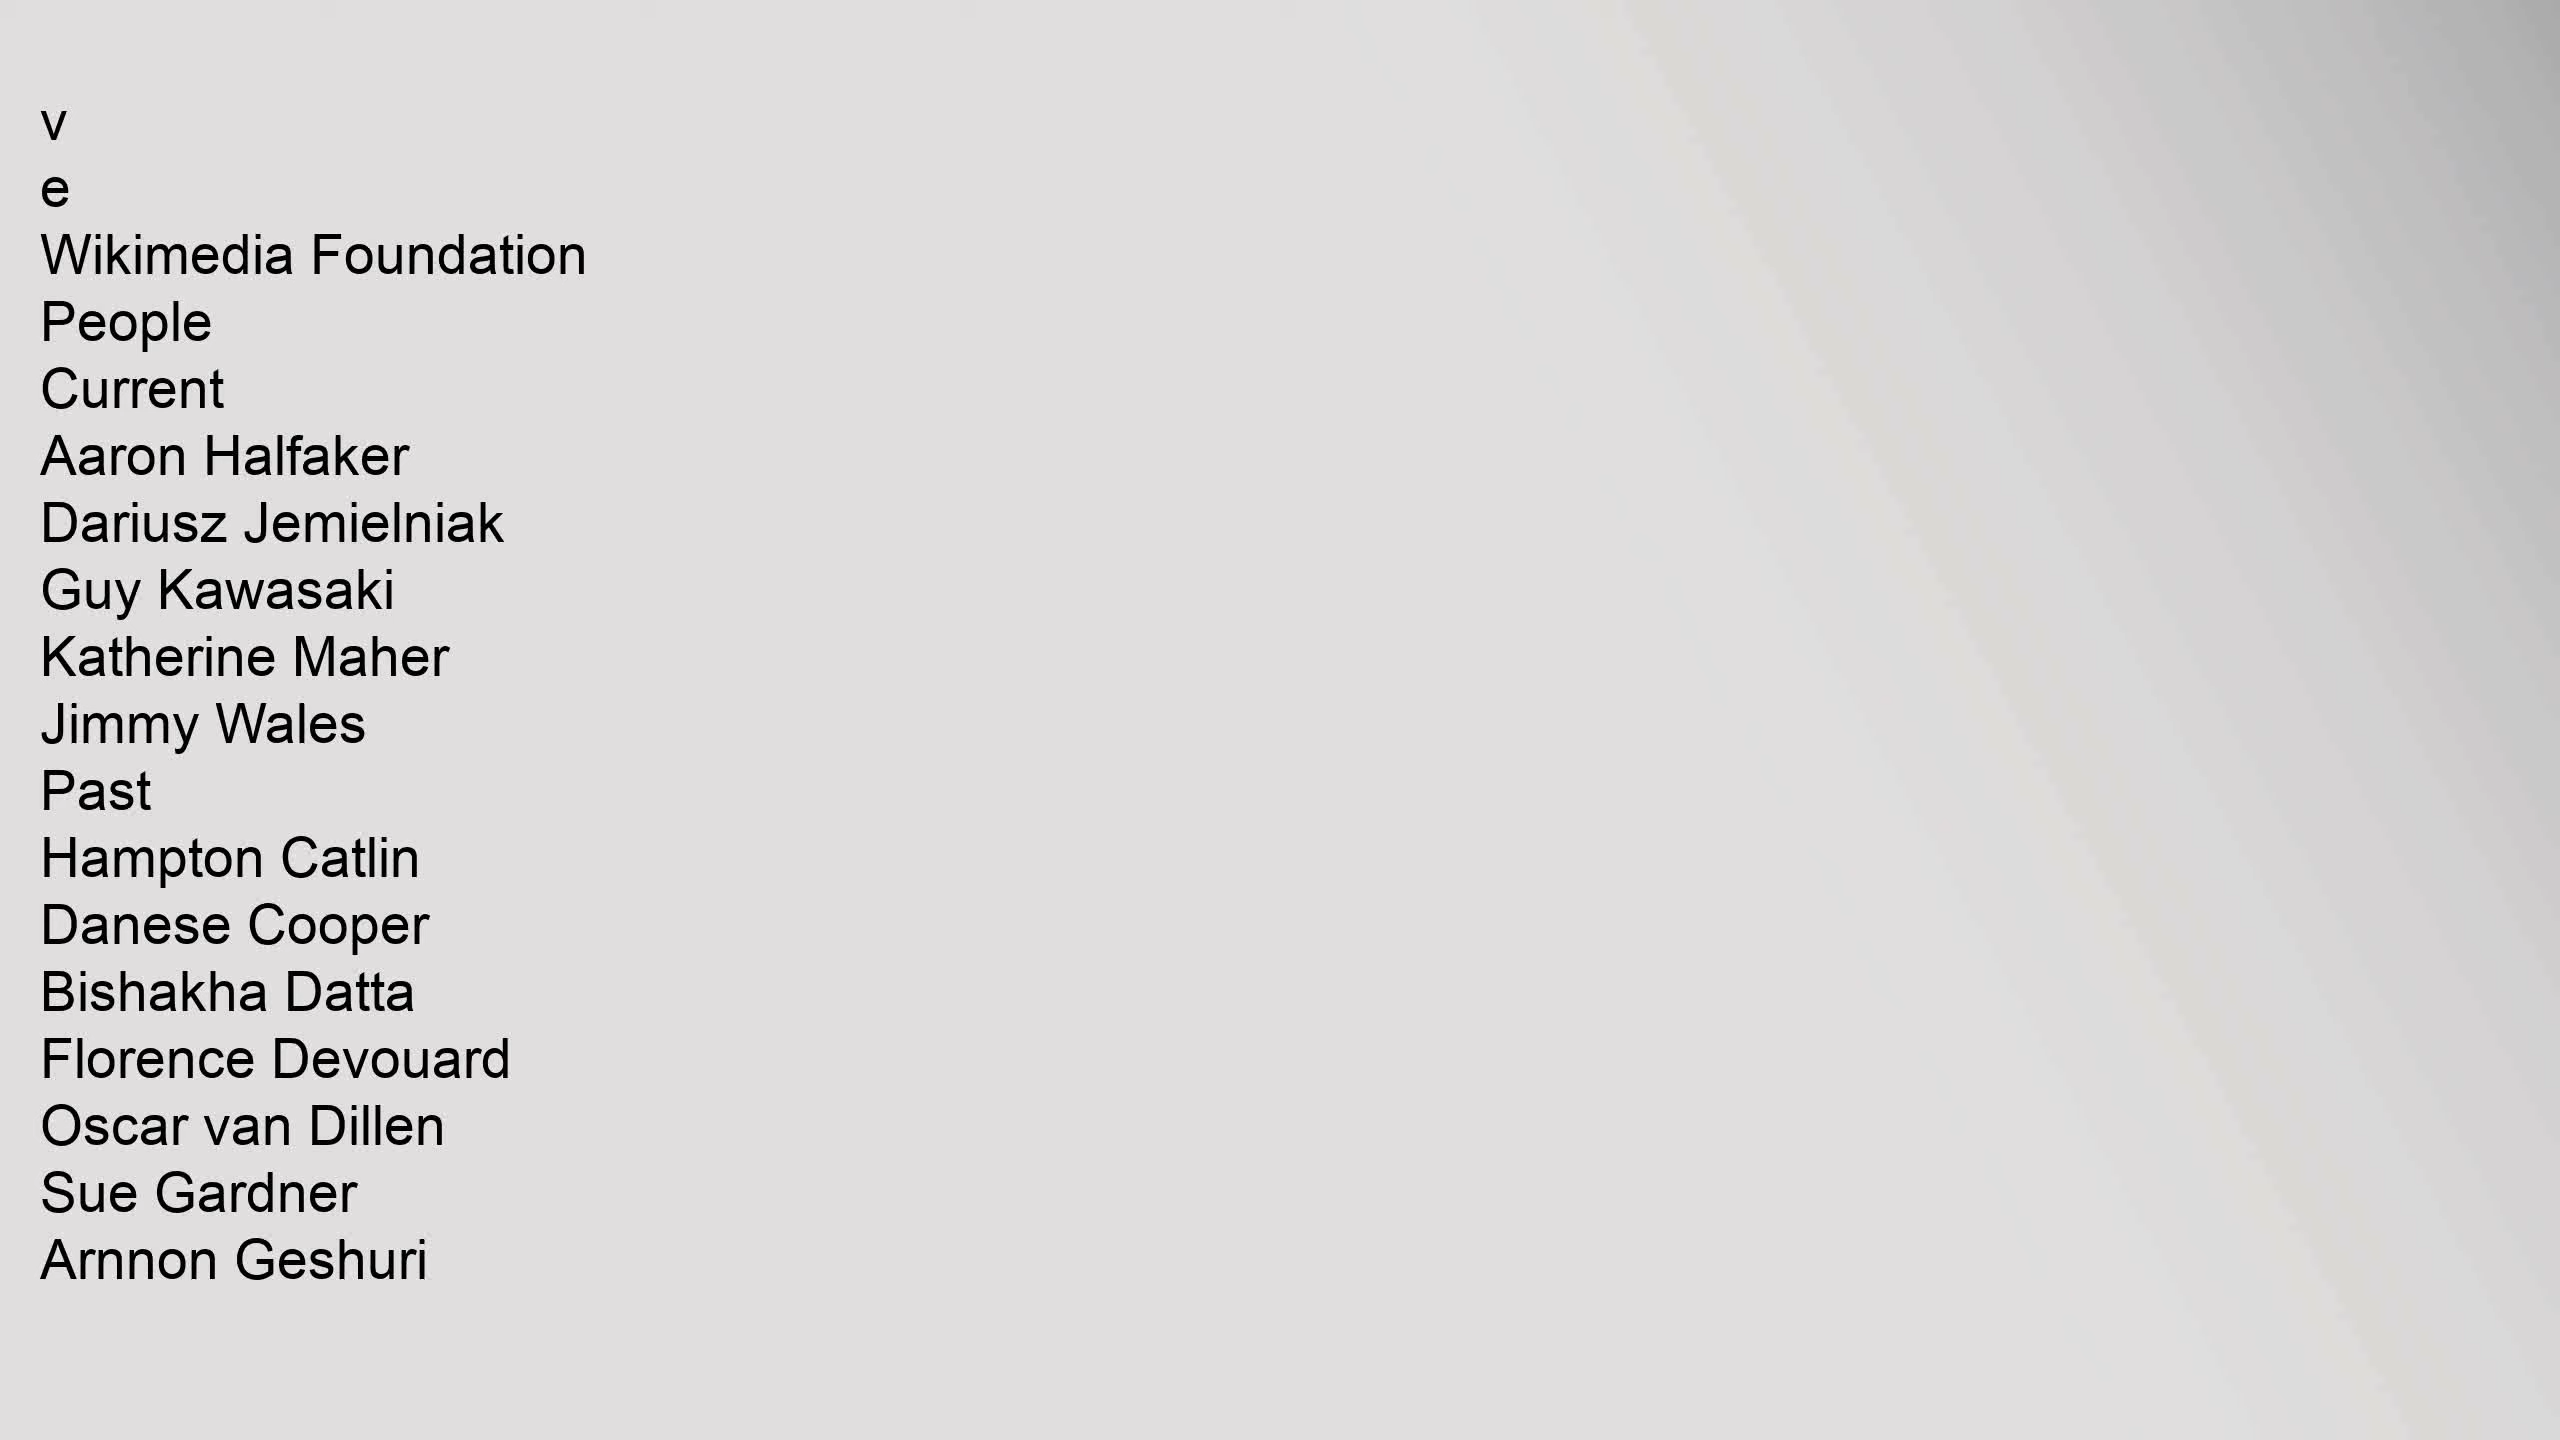 v
e
Wikimedia Foundation
People
Current
Aaron Halfaker
Dariusz Jemielniak
Guy Kawasaki
Katherine Maher
Jimmy Wales
Past
Hampton Catlin
Danese Cooper
Bishakha Datta
Florence Devouard
Oscar van Dillen
Sue Gardner
Arnnon Geshuri